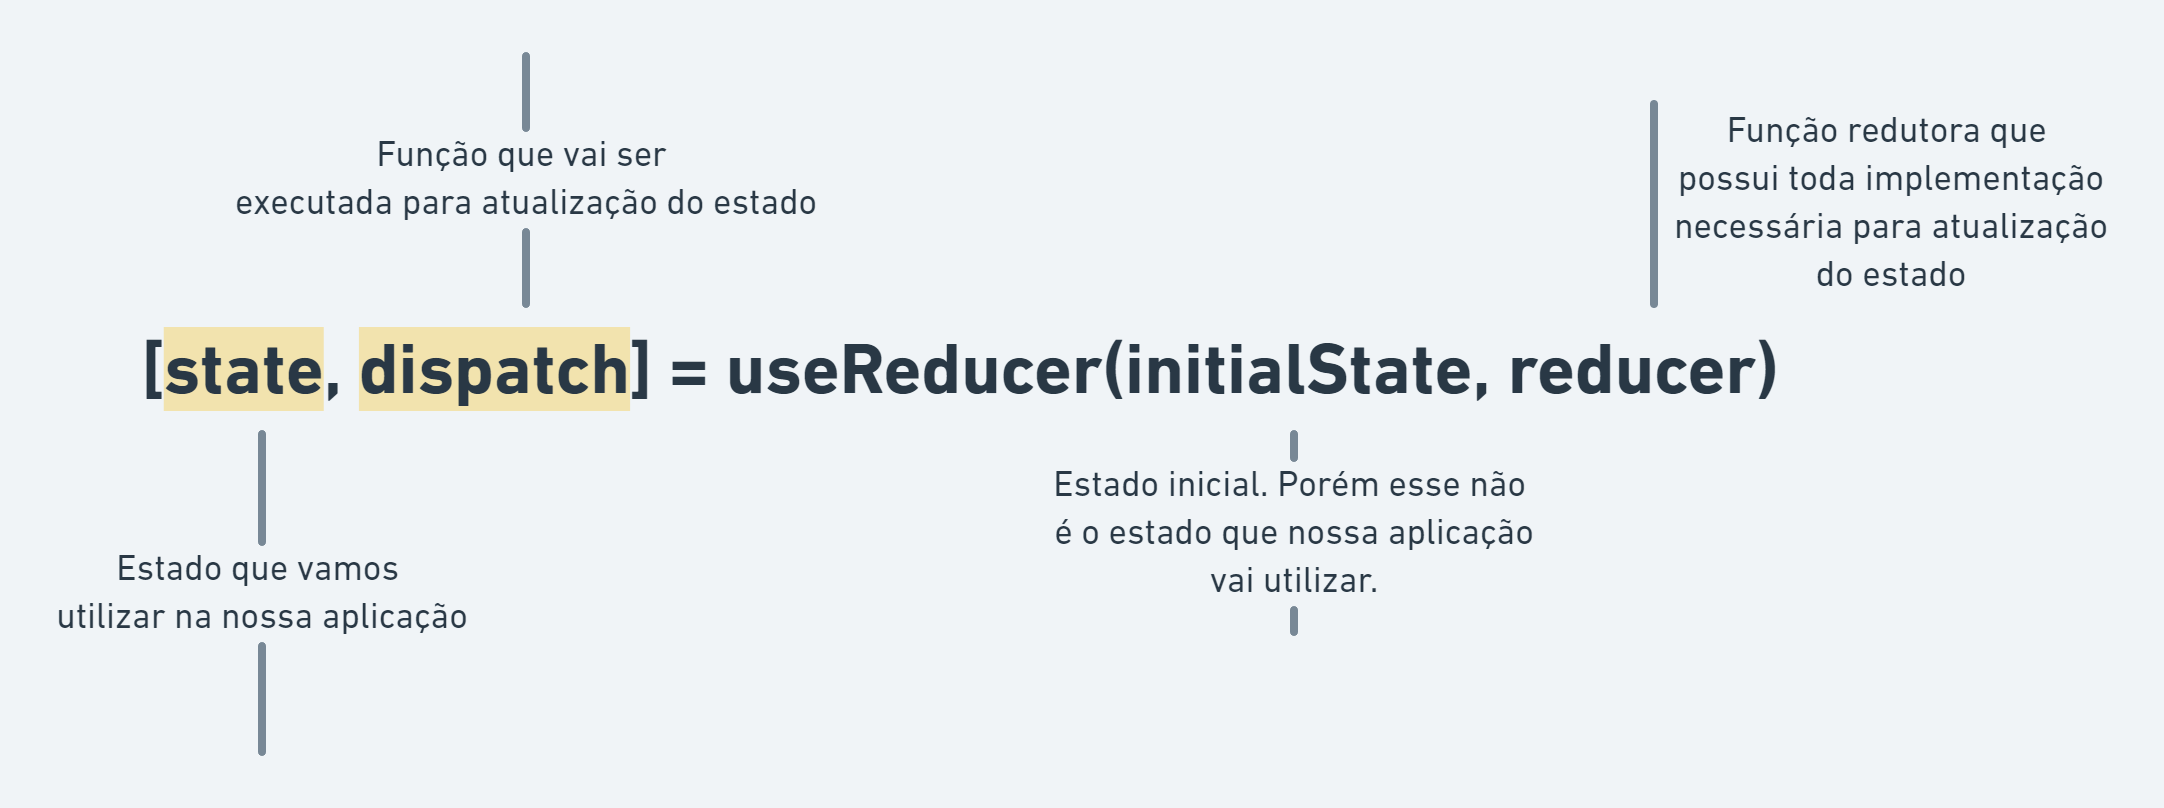 Função que vai ser
executada para atualização do estado
Função redutora que
possui toda implementação
necessária para atualização
do estado
[state, dispatch] = useReducer(initialState, reducer)
Estado que vamos
utilizar na nossa aplicação
Estado inicial. Porém esse não
é o estado que nossa aplicação
vai utilizar.